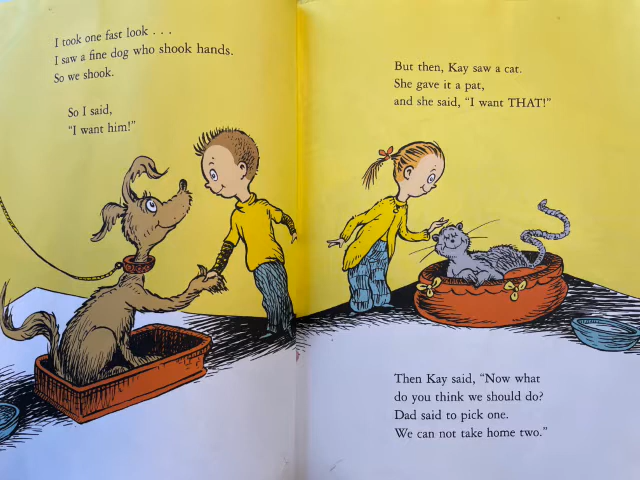 I took one fast look . . .
I saw a fine dog who shook hands.
So we shook.
So I said,
"I want him!"
But then, Kay saw a cat.
She gave it a pat,
and she said, "I want THAT!"
Then Kay said, "Now what
do you think we should do?
Dad said to pick one.
We can not take home two."